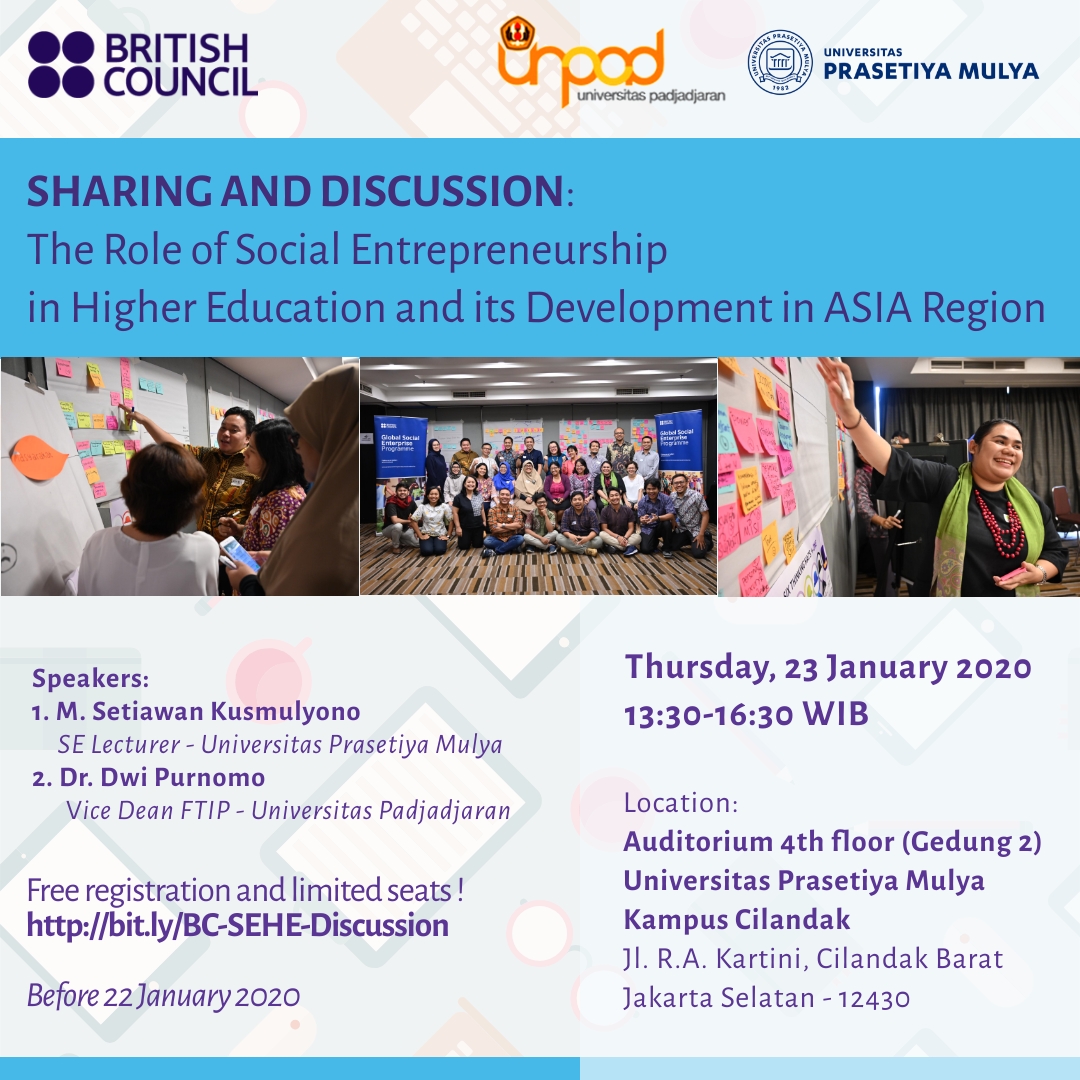 BRITISH
COUNCIL
unpad
universitas padjadjaran
UNIVERSITAS PRASETIYA MULYA
1982
UNIVERSITAS
PRASETIYA MULYA
SHARING AND DISCUSSION:
The Role of Social Entrepreneurship
in Higher Education and its Development in ASIA Region
Global Social
Enterprise
Programme
Global Social
Enterprise
Programme
Speakers:
1. M. Setiawan Kusmulyono
SE Lecturer - Universitas Prasetiya Mulya
2. Dr. Dwi Purnomo
Vice Dean FTIP - Universitas Padjadjaran
Free registration and limited seats !
http://bit.ly/BC-SEHE-Discussion
Before 22 January 2020
Thursday, 23 January 2020
13:30-16:30 WIB
Location:
Auditorium 4th floor (Gedung 2)
Universitas Prasetiya Mulya
Kampus Cilandak
Jl. R.A. Kartini, Cilandak Barat
Jakarta Selatan - 12430